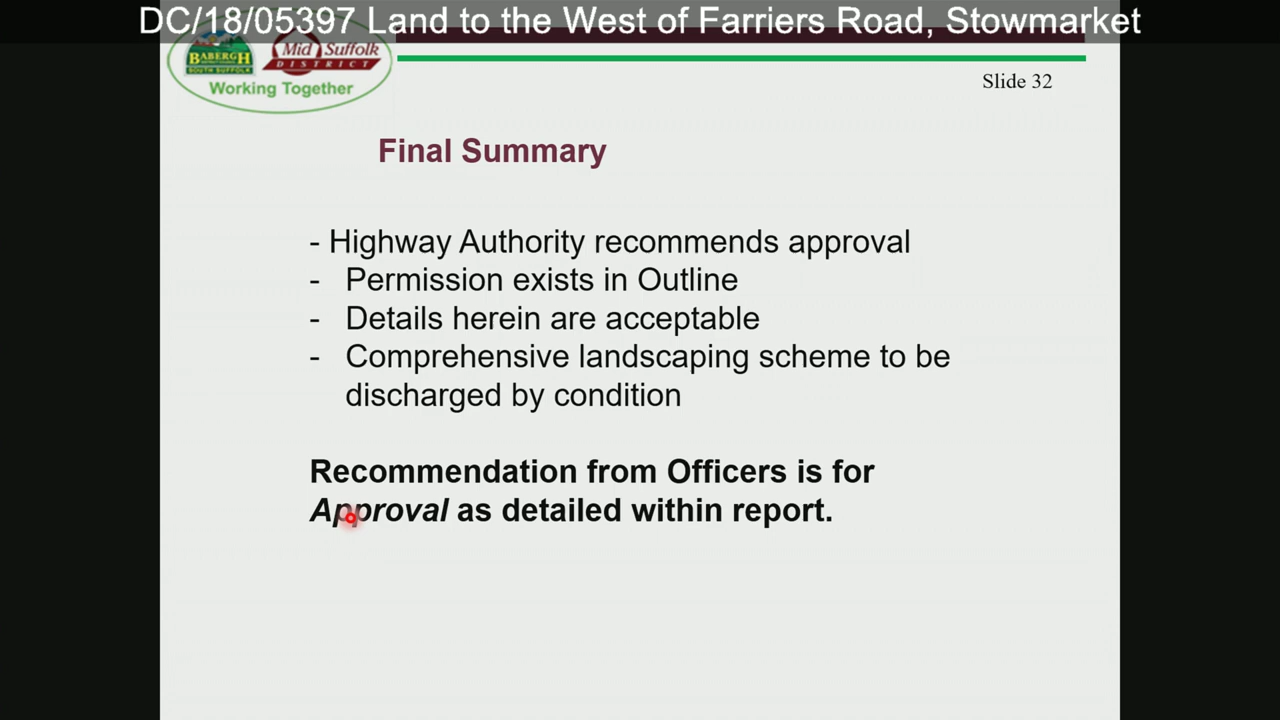 DC/18/05397 Land to the West of Farriers Road, Stowmarket
BABERGH
SOUTH SUFFOLK
Mid Suffolk
DISTRICT
Working Together
Slide 32
Final Summary
- Highway Authority recommends approval
- Permission exists in Outline
- Details herein are acceptable
- Comprehensive landscaping scheme to be
discharged by condition
Recommendation from Officers is for
Approval as detailed within report.